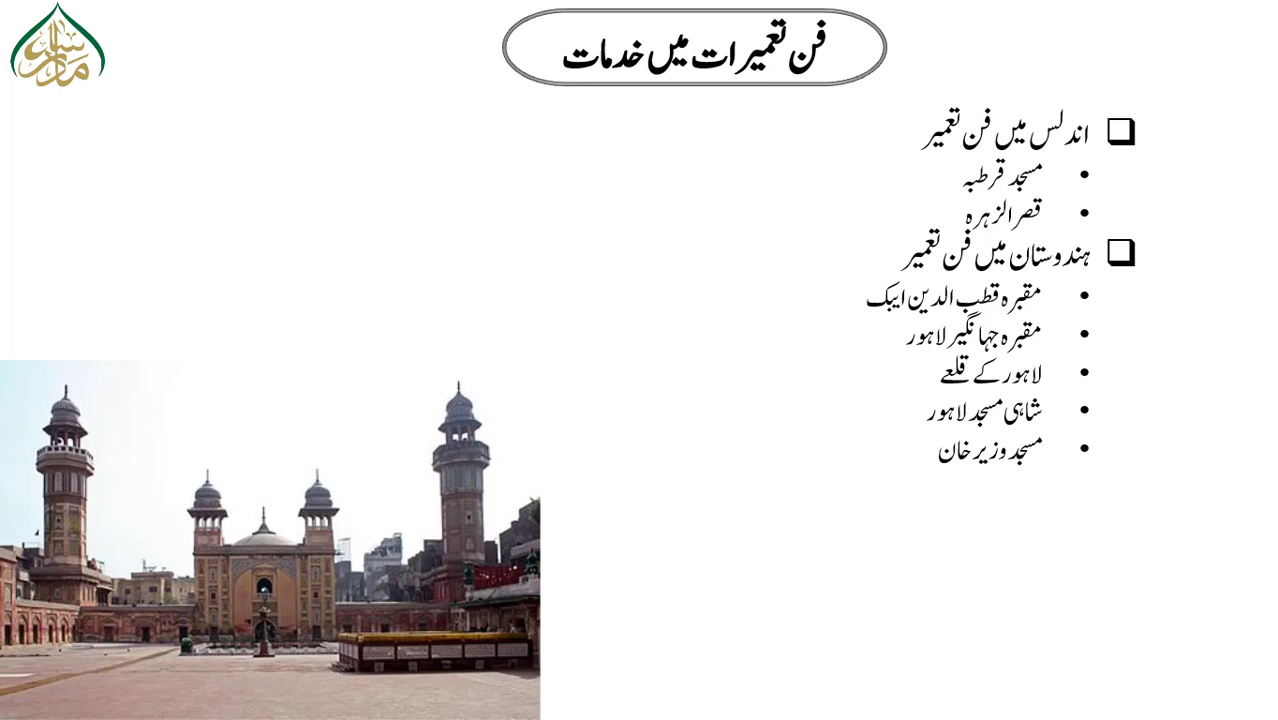 فن تعمیرات میں خدمات
اندلس میں فن تعمیر
مسجد قرطبہ
قصر الزہرہ
ہندوستان میں فن تعمیر
مقبرہ قطب الدین ایبک
مقبرہ جہانگیر لاہور
لاہور کے قلعے
شاہی مسجد لاہور
مسجد وزیر خان